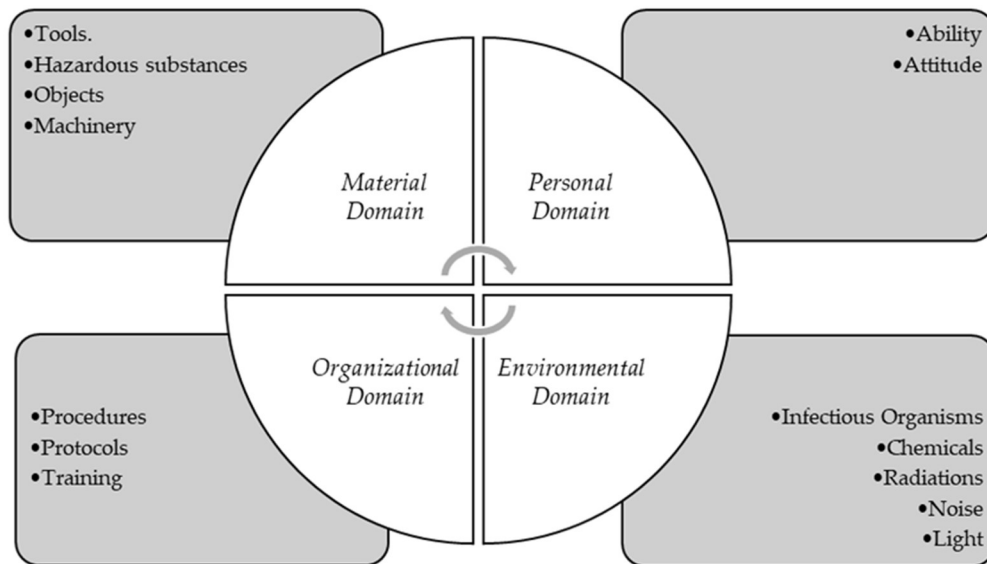 •Tools.
•Hazardous substances
•Objects
•Machinery
•Ability
•Attitude
Material
Domain
Personal
Domain
Organizational
Domain
Environmental
Domain
•Procedures
•Protocols
•Training
•Infectious Organisms
•Chemicals
•Radiations
•Noise
•Light